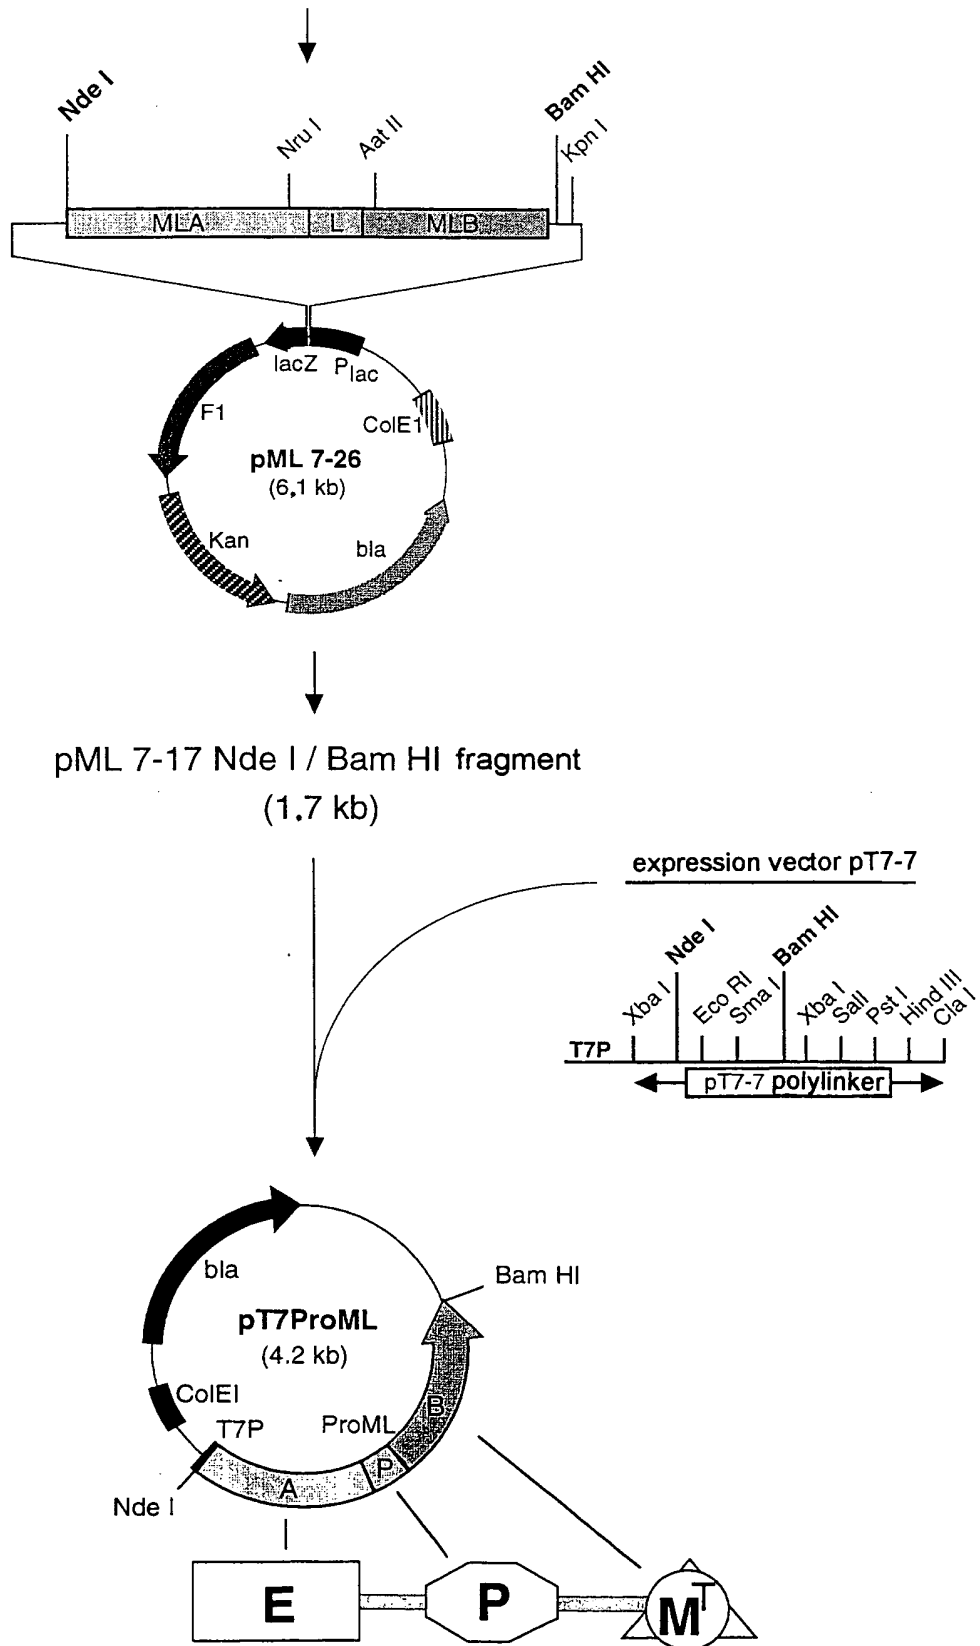 Nde I
Nru I
Aat II
Bam HI
Kpn I
MLA
L
MLB
lacZ
Plac
F1
ColE1
pML 7-26
(6,1 kb)
Kan
bla
pML 7-17 Nde I / Bam HI fragment
(1.7 kb)
expression vector pT7-7
Xba I
Nde I
Eco RI
Sma I
Bam HI
Xba I
SalI
Pst I
Hind III
Cla I
T7P
pT7-7 polylinker
bla
Bam HI
pT7ProML
(4.2 kb)
ColEI
T7P
ProML
B
P
A
Nde I
E
P
M T